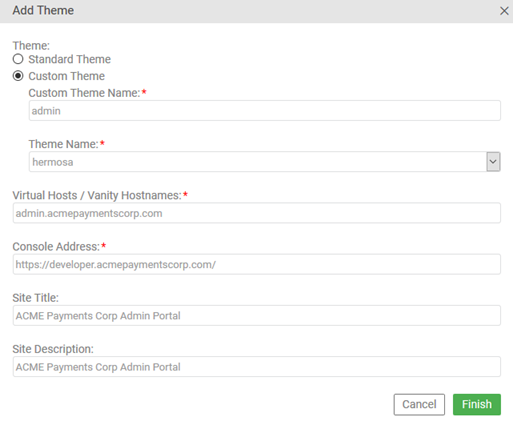 Add Theme
Theme:
Standard Theme
Custom Theme
Custom Theme Name:*
admin
Theme Name:*
hermosa
Virtual Hosts / Vanity Hostnames:*
admin.acmepaymentscorp.com
Console Address:*
https://developer.acmepaymentscorp.com/
Site Title:
ACME Payments Corp Admin Portal
Site Description:
ACME Payments Corp Admin Portal
Cancel Finish